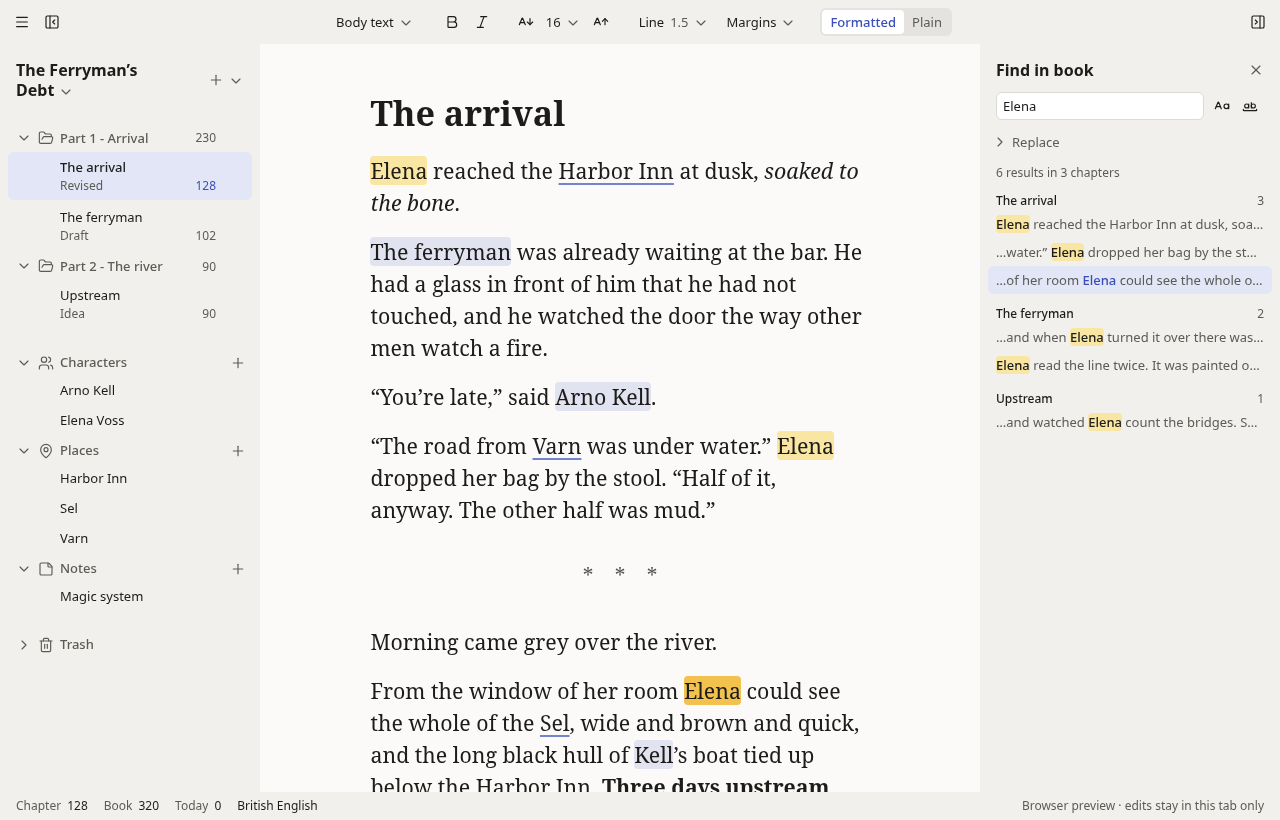 Body text
16
Line 1.5
Margins
Formatted
Plain
The Ferryman’s
Debt
Part 1 - Arrival 230
The arrival
Revised 128
The ferryman
Draft 102
Part 2 - The river 90
Upstream
Idea 90
Characters
Arno Kell
Elena Voss
Places
Harbor Inn
Sel
Varn
Notes
Magic system
Trash
The arrival
Elena reached the Harbor Inn at dusk, soaked to
the bone.
The ferryman was already waiting at the bar. He
had a glass in front of him that he had not
touched, and he watched the door the way other
men watch a fire.
“You’re late,” said Arno Kell.
“The road from Varn was under water.” Elena
dropped her bag by the stool. “Half of it,
anyway. The other half was mud.”
* * *
Morning came grey over the river.
From the window of her room Elena could see
the whole of the Sel, wide and brown and quick,
and the long black hull of Kell’s boat tied up
below the Harbor Inn. Three days upstream
Find in book
Elena
Aa
ab
Replace
6 results in 3 chapters
The arrival 3
Elena reached the Harbor Inn at dusk, soa...
...water.” Elena dropped her bag by the st...
...of her room Elena could see the whole o...
The ferryman 2
...and when Elena turned it over there was...
Elena read the line twice. It was painted o...
Upstream 1
...and watched Elena count the bridges. S...
Chapter 128 Book 320 Today 0 British English
Browser preview · edits stay in this tab only